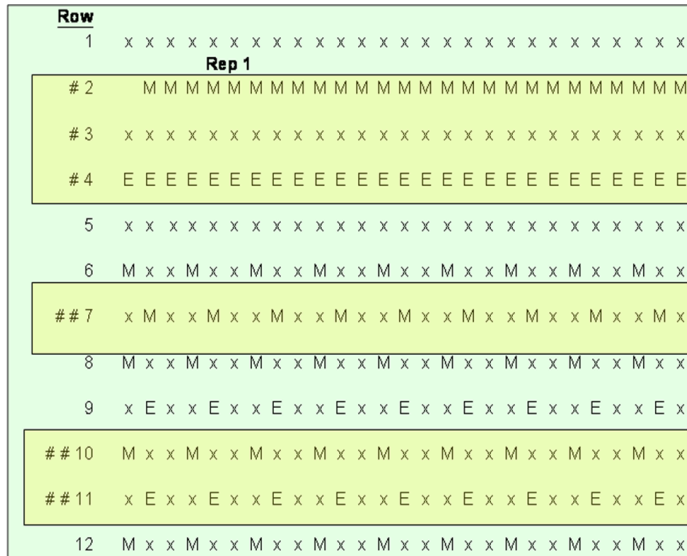 Row
1 x x x x x x x x x x x x x x x x x x x x x x x x x x x
Rep 1
# 2 M M M M M M M M M M M M M M M M M M M M M M M M M M
# 3 x x x x x x x x x x x x x x x x x x x x x x x x x x x
# 4 E E E E E E E E E E E E E E E E E E E E E E E E E E E
5 x x x x x x x x x x x x x x x x x x x x x x x x x x x
6 M x x M x x M x x M x x M x x M x x M x x M x x M x x
# # 7 x M x x M x x M x x M x x M x x M x x M x x M x x M x
8 M x x M x x M x x M x x M x x M x x M x x M x x M x x
9 x E x x E x x E x x E x x E x x E x x E x x E x x E x
# # 10 M x x M x x M x x M x x M x x M x x M x x M x x M x x
# # 11 x E x x E x x E x x E x x E x x E x x E x x E x x E x
12 M x x M x x M x x M x x M x x M x x M x x M x x M x x